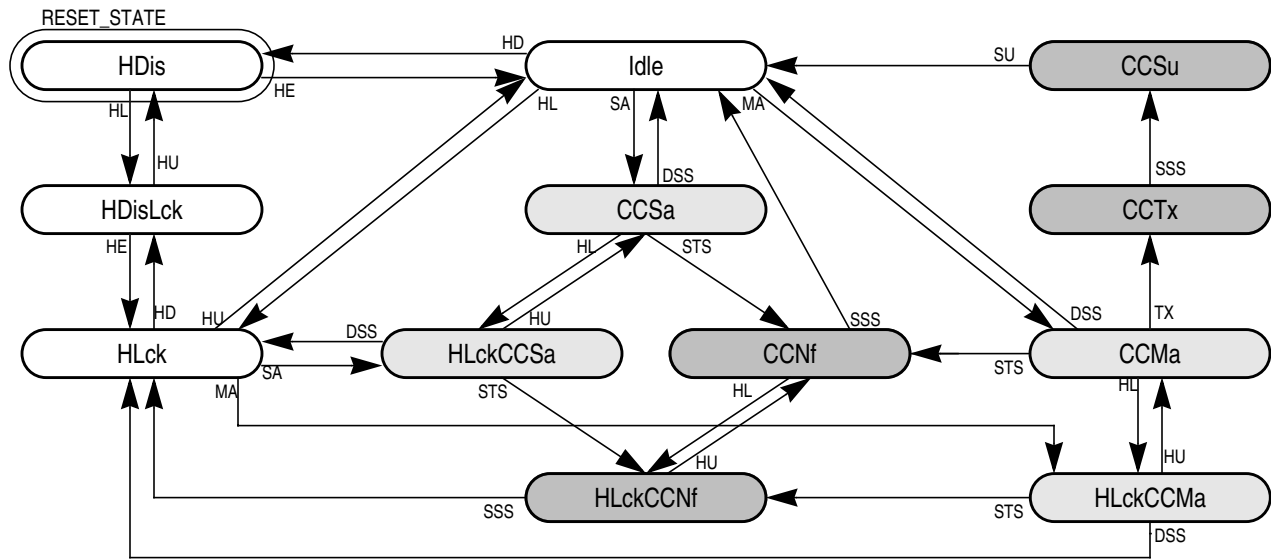 RESET_STATE
HDis
HD
Idle
SU
CCSu
HE
HL
HL
SA
MA
HU
DSS
SSS
HDisLck
CCSa
CCTx
HE
HL
STS
HD
HU
DSS
HU
SSS
DSS
TX
HLck
HLckCCSa
CCNf
CCMa
SA
MA
STS
HL
STS
HL
HU
HU
HLckCCNf
HLckCCMa
SSS
STS
DSS